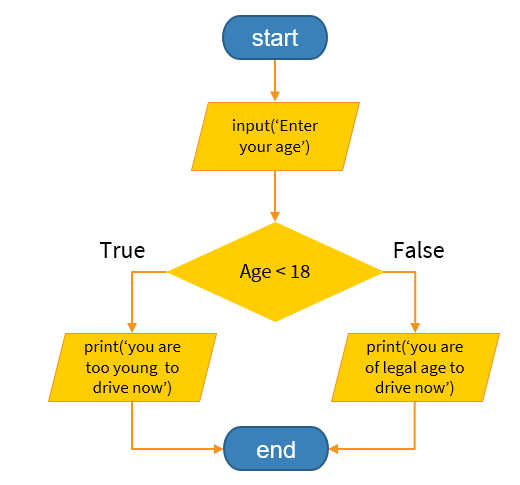 start
input(‘Enter
your age’)
True
False
Age < 18
print(‘you are
too young  to
drive now’)
print(‘you are
of legal age to
drive now’)
end